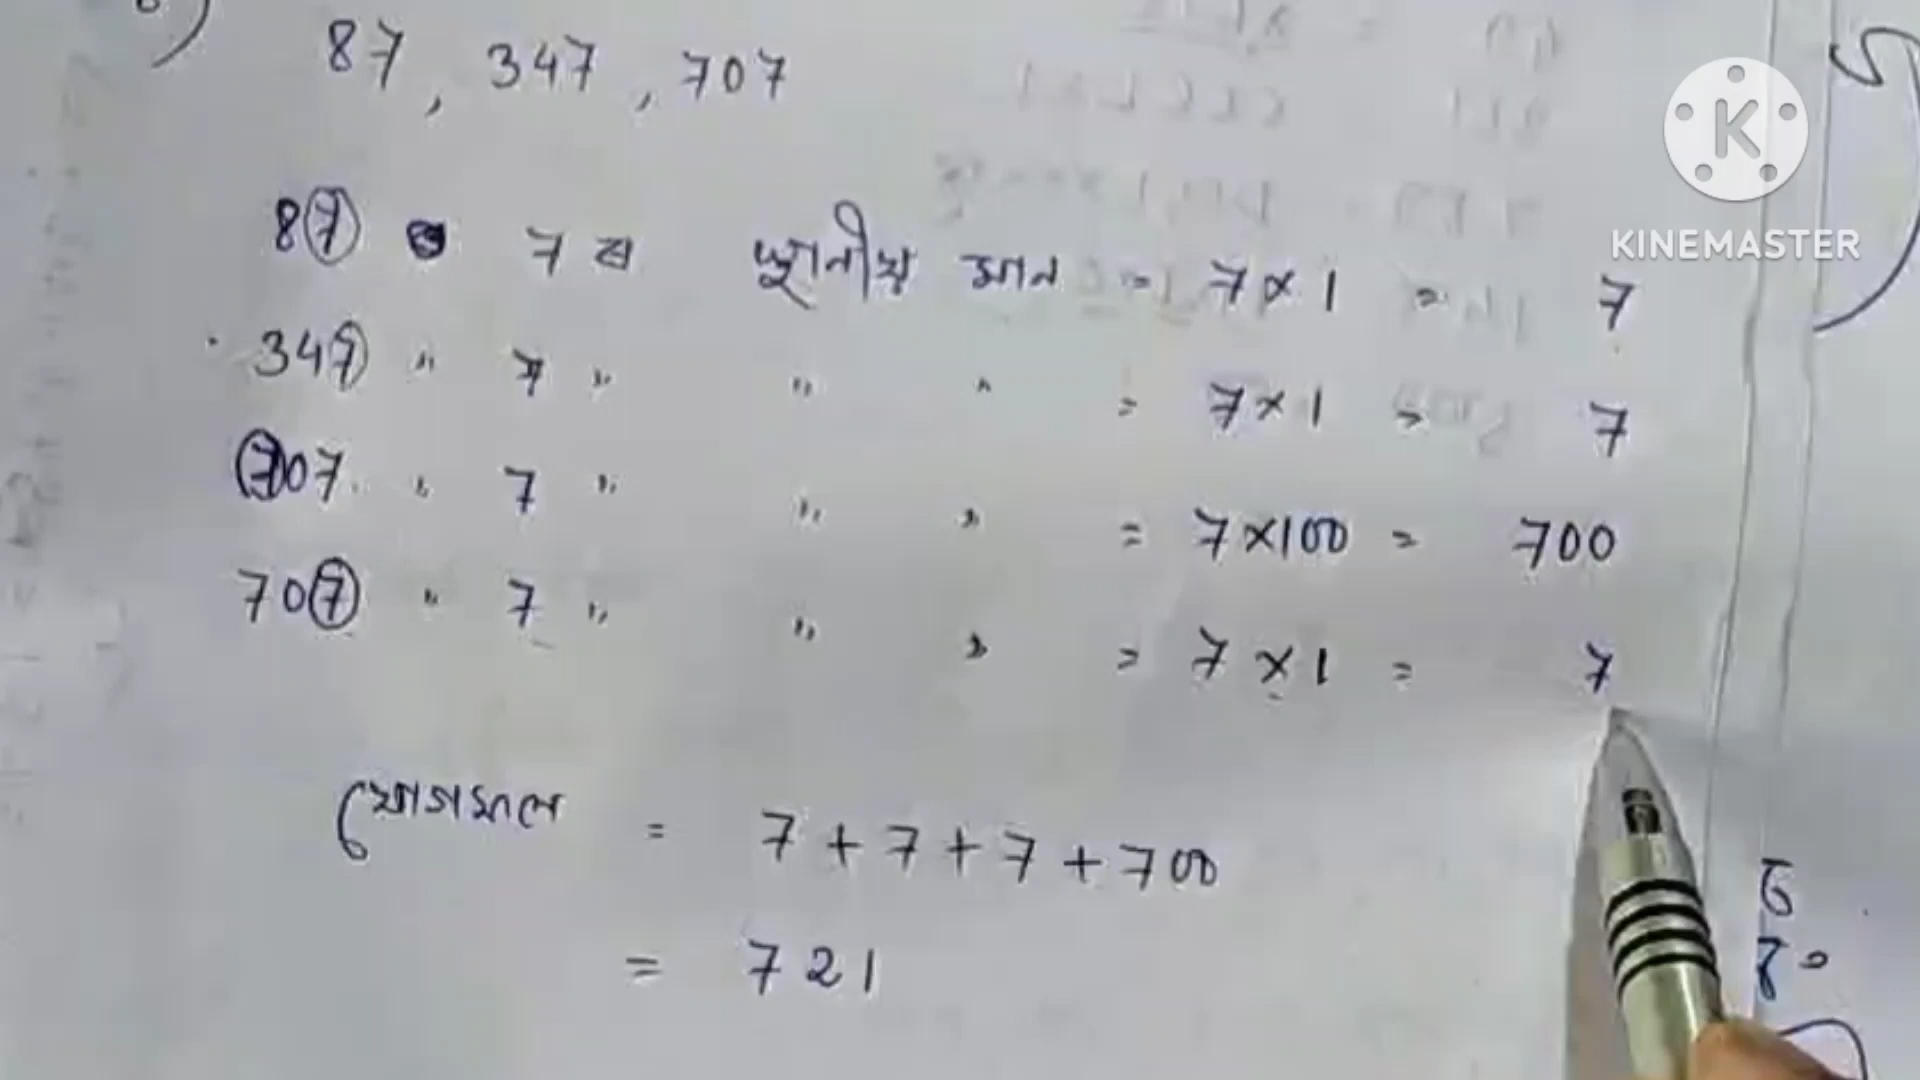 87, 347, 707
K
KINEMASTER
87 র 7 র স্থানীয় মান = 7 × 1 = 7
347 " 7 " " " = 7 × 1 = 7
707 " 7 " " " = 7 × 100 = 700
707 " 7 " " " = 7 × 1 = 7
যোগফল = 7 + 7 + 7 + 700
= 721